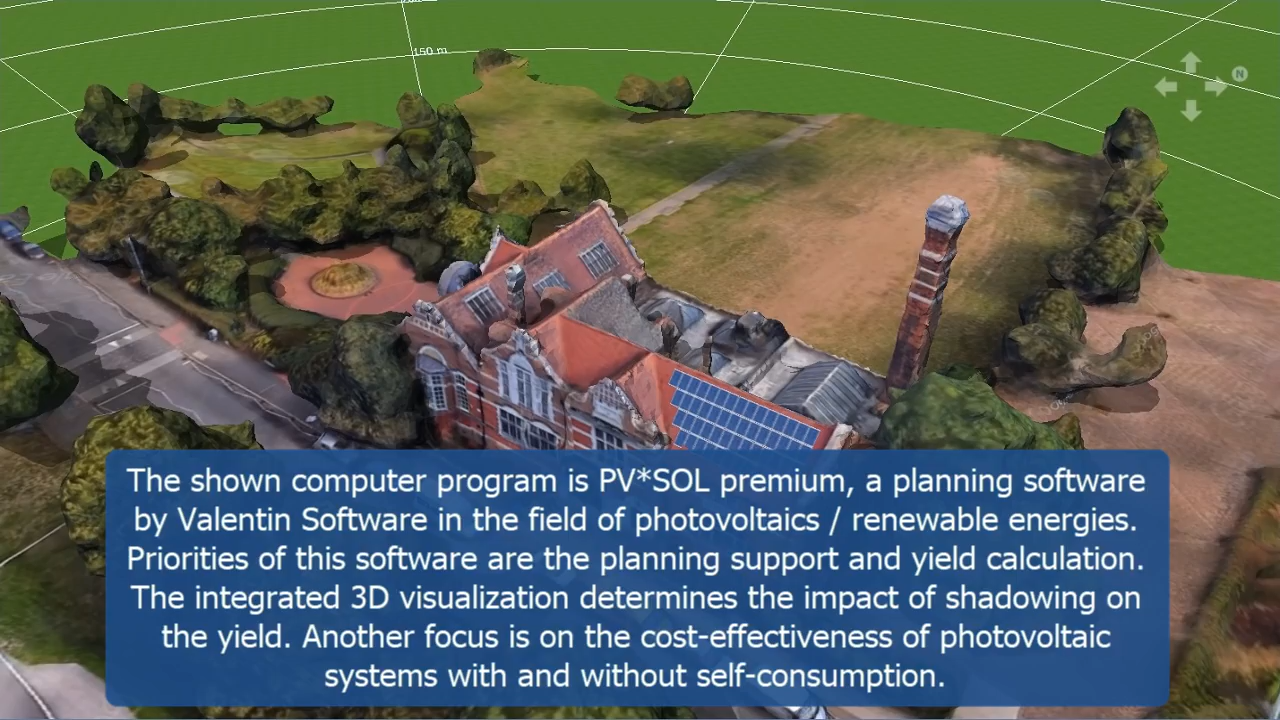 150 m
N
The shown computer program is PV*SOL premium, a planning software
by Valentin Software in the field of photovoltaics / renewable energies.
Priorities of this software are the planning support and yield calculation.
The integrated 3D visualization determines the impact of shadowing on
the yield. Another focus is on the cost-effectiveness of photovoltaic
systems with and without self-consumption.